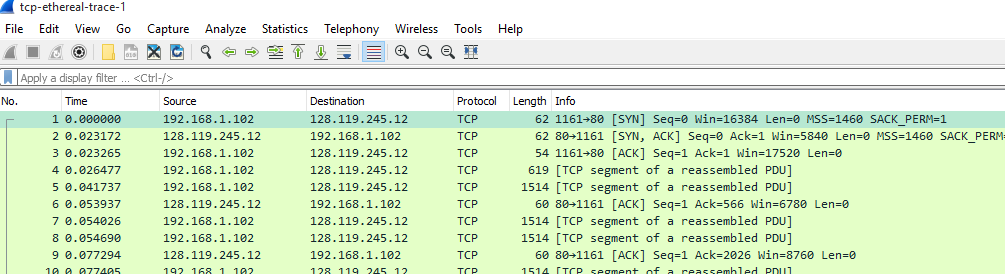 tcp-ethereal-trace-1
File Edit View Go Capture Analyze Statistics Telephony Wireless Tools Help
Apply a display filter ... <Ctrl-/>
No. Time Source Destination Protocol Length Info
1 0.000000 192.168.1.102 128.119.245.12 TCP 62 1161→80 [SYN] Seq=0 Win=16384 Len=0 MSS=1460 SACK_PERM=1
2 0.023172 128.119.245.12 192.168.1.102 TCP 62 80→1161 [SYN, ACK] Seq=0 Ack=1 Win=5840 Len=0 MSS=1460 SACK_PERM
3 0.023265 192.168.1.102 128.119.245.12 TCP 54 1161→80 [ACK] Seq=1 Ack=1 Win=17520 Len=0
4 0.026477 192.168.1.102 128.119.245.12 TCP 619 [TCP segment of a reassembled PDU]
5 0.041737 192.168.1.102 128.119.245.12 TCP 1514 [TCP segment of a reassembled PDU]
6 0.053937 128.119.245.12 192.168.1.102 TCP 60 80→1161 [ACK] Seq=1 Ack=566 Win=6780 Len=0
7 0.054026 192.168.1.102 128.119.245.12 TCP 1514 [TCP segment of a reassembled PDU]
8 0.054690 192.168.1.102 128.119.245.12 TCP 1514 [TCP segment of a reassembled PDU]
9 0.077294 128.119.245.12 192.168.1.102 TCP 60 80→1161 [ACK] Seq=1 Ack=2026 Win=8760 Len=0
10 0.077405 192.168.1.102 128.119.245.12 TCP 1514 [TCP segment of a reassembled PDU]